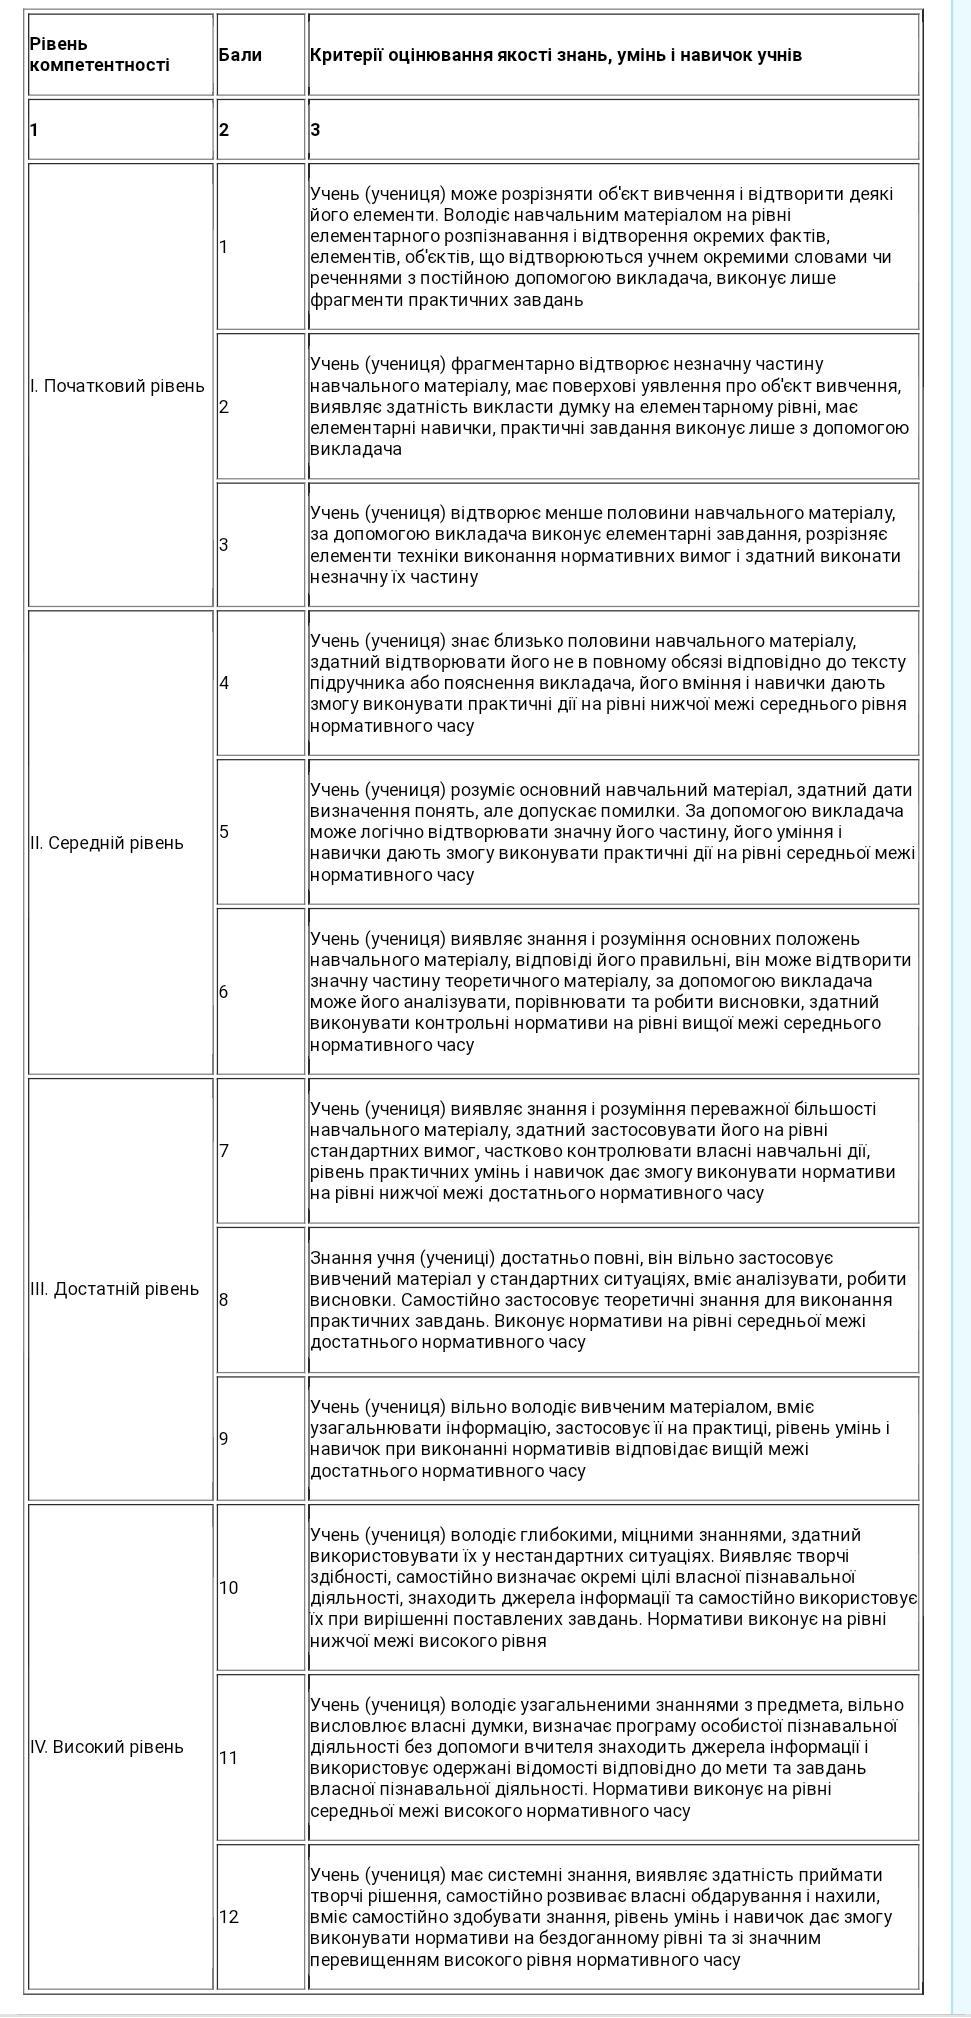 Рівень
компетентності
Бали
Критерії оцінювання якості знань, умінь і навичок учнів
1
2
3
I. Початковий рівень
1
Учень (учениця) може розрізняти об'єкт вивчення і відтворити деякі
його елементи. Володіє навчальним матеріалом на рівні
елементарного розпізнавання і відтворення окремих фактів,
елементів, об'єктів, що відтворюються учнем окремими словами чи
реченнями з постійною допомогою викладача, виконує лише
фрагменти практичних завдань
2
Учень (учениця) фрагментарно відтворює незначну частину
навчального матеріалу, має поверхові уявлення про об'єкт вивчення,
виявляє здатність викласти думку на елементарному рівні, має
елементарні навички, практичні завдання виконує лише з допомогою
викладача
3
Учень (учениця) відтворює менше половини навчального матеріалу,
за допомогою викладача виконує елементарні завдання, розрізняє
елементи техніки виконання нормативних вимог і здатний виконати
незначну їх частину
II. Середній рівень
4
Учень (учениця) знає близько половини навчального матеріалу,
здатний відтворювати його не в повному обсязі відповідно до тексту
підручника або пояснення викладача, його вміння і навички дають
змогу виконувати практичні дії на рівні нижчої межі середнього рівня
нормативного часу
5
Учень (учениця) розуміє основний навчальний матеріал, здатний дати
визначення понять, але допускає помилки. За допомогою викладача
може логічно відтворювати значну його частину, його уміння і
навички дають змогу виконувати практичні дії на рівні середньої межі
нормативного часу
6
Учень (учениця) виявляє знання і розуміння основних положень
навчального матеріалу, відповіді його правильні, він може відтворити
значну частину теоретичного матеріалу, за допомогою викладача
може його аналізувати, порівнювати та робити висновки, здатний
виконувати контрольні нормативи на рівні вищої межі середнього
нормативного часу
III. Достатній рівень
7
Учень (учениця) виявляє знання і розуміння переважної більшості
навчального матеріалу, здатний застосовувати його на рівні
стандартних вимог, частково контролювати власні навчальні дії,
рівень практичних умінь і навичок дає змогу виконувати нормативи
на рівні нижчої межі достатнього нормативного часу
8
Знання учня (учениці) достатньо повні, він вільно застосовує
вивчений матеріал у стандартних ситуаціях, вміє аналізувати, робити
висновки. Самостійно застосовує теоретичні знання для виконання
практичних завдань. Виконує нормативи на рівні середньої межі
достатнього нормативного часу
9
Учень (учениця) вільно володіє вивченим матеріалом, вміє
узагальнювати інформацію, застосовує її на практиці, рівень умінь і
навичок при виконанні нормативів відповідає вищій межі
достатнього нормативного часу
IV. Високий рівень
10
Учень (учениця) володіє глибокими, міцними знаннями, здатний
використовувати їх у нестандартних ситуаціях. Виявляє творчі
здібності, самостійно визначає окремі цілі власної пізнавальної
діяльності, знаходить джерела інформації та самостійно використовує
їх при вирішенні поставлених завдань. Нормативи виконує на рівні
нижчої межі високого рівня
11
Учень (учениця) володіє узагальненими знаннями з предмета, вільно
висловлює власні думки, визначає програму особистої пізнавальної
діяльності без допомоги вчителя знаходить джерела інформації і
використовує одержані відомості відповідно до мети та завдань
власної пізнавальної діяльності. Нормативи виконує на рівні
середньої межі високого нормативного часу
12
Учень (учениця) має системні знання, виявляє здатність приймати
творчі рішення, самостійно розвиває власні обдарування і нахили,
вміє самостійно здобувати знання, рівень умінь і навичок дає змогу
виконувати нормативи на бездоганному рівні та зі значним
перевищенням високого рівня нормативного часу